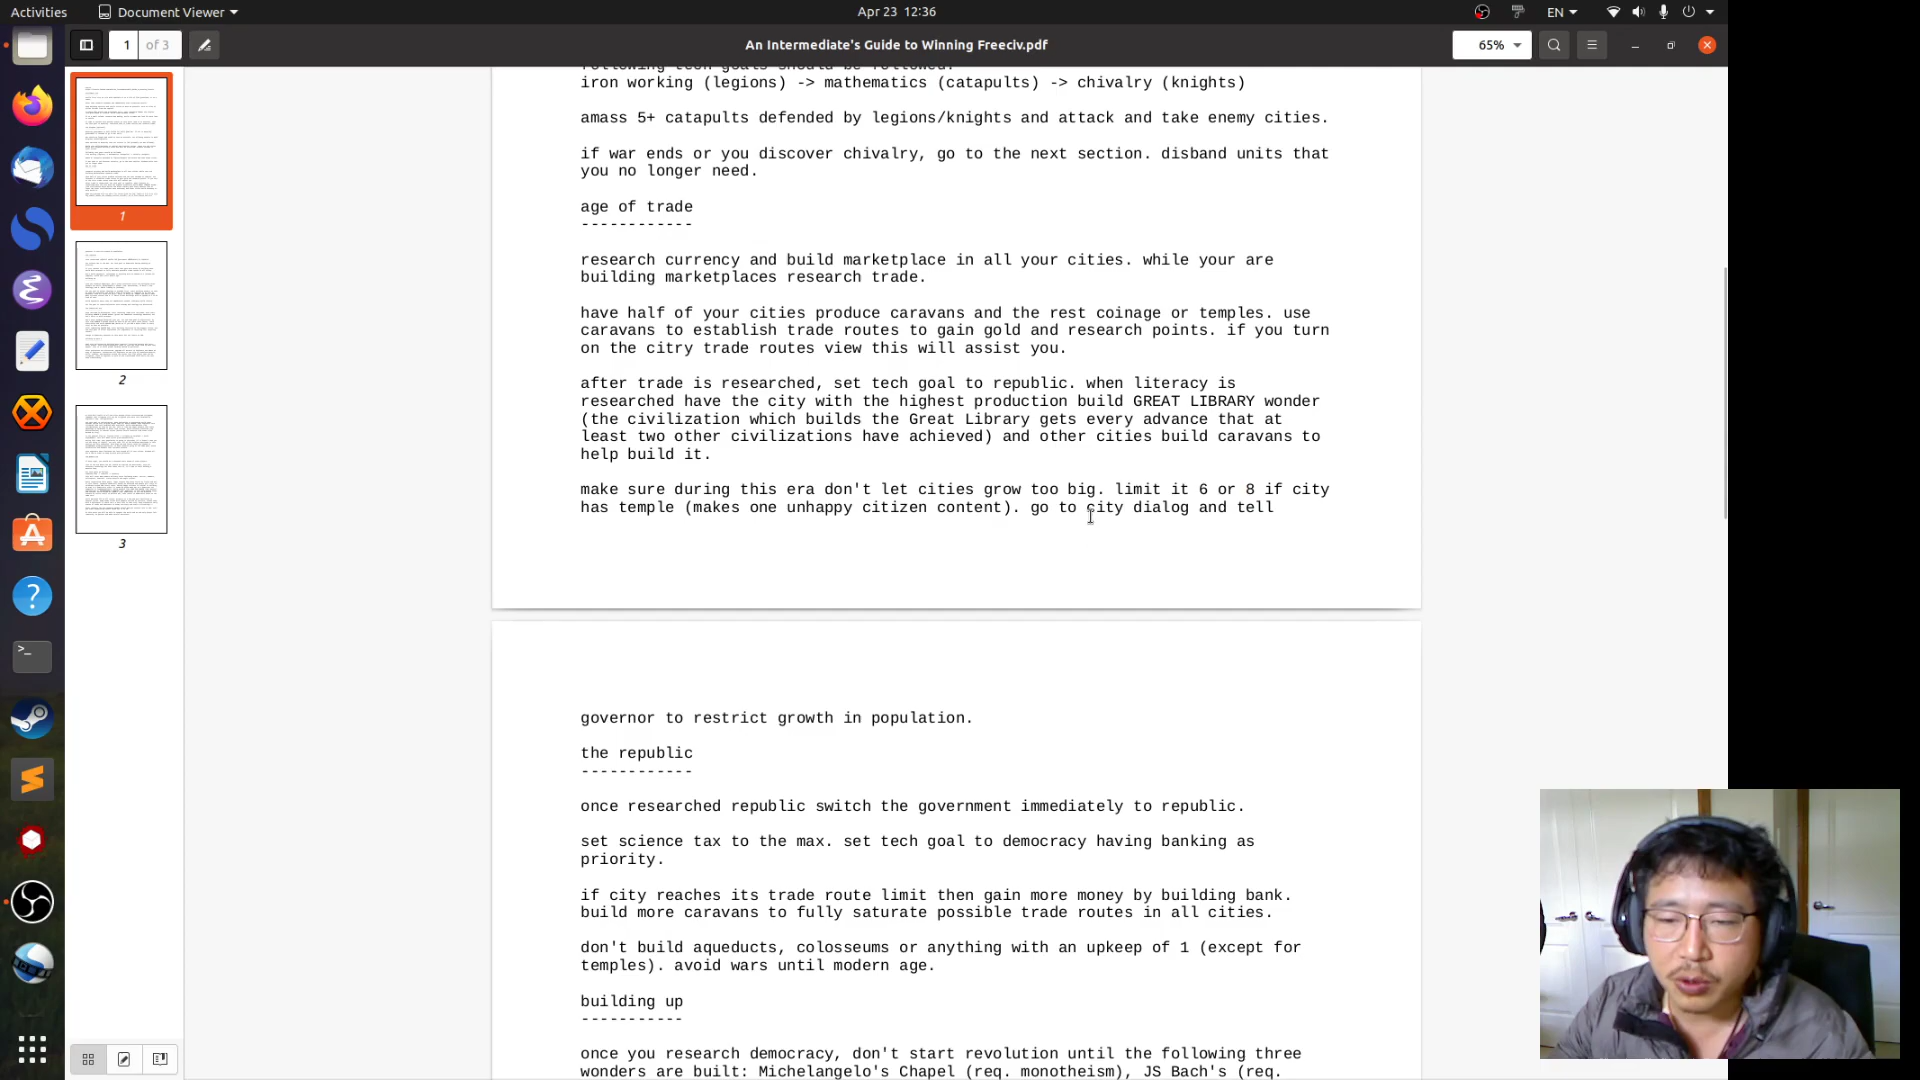 Activities
Document Viewer
Apr 23 12:36
EN
1
of 3
An Intermediate's Guide to Winning Freeciv.pdf
65%
following tech goals should be followed:
iron working (legions) -> mathematics (catapults) -> chivalry (knights)
amass 5+ catapults defended by legions/knights and attack and take enemy cities.
if war ends or you discover chivalry, go to the next section. disband units that
you no longer need.
age of trade
------------
research currency and build marketplace in all your cities. while your are
building marketplaces research trade.
have half of your cities produce caravans and the rest coinage or temples. use
caravans to establish trade routes to gain gold and research points. if you turn
on the citry trade routes view this will assist you.
after trade is researched, set tech goal to republic. when literacy is
researched have the city with the highest production build GREAT LIBRARY wonder
(the civilization which builds the Great Library gets every advance that at
least two other civilizations have achieved) and other cities build caravans to
help build it.
make sure during this era don't let cities grow too big. limit it 6 or 8 if city
has temple (makes one unhappy citizen content). go to city dialog and tell
governor to restrict growth in population.
the republic
------------
once researched republic switch the government immediately to republic.
set science tax to the max. set tech goal to democracy having banking as
priority.
if city reaches its trade route limit then gain more money by building bank.
build more caravans to fully saturate possible trade routes in all cities.
don't build aqueducts, colosseums or anything with an upkeep of 1 (except for
temples). avoid wars until modern age.
building up
-----------
once you research democracy, don't start revolution until the following three
wonders are built: Michelangelo's Chapel (req. monotheism), JS Bach's (req.
1
2
3